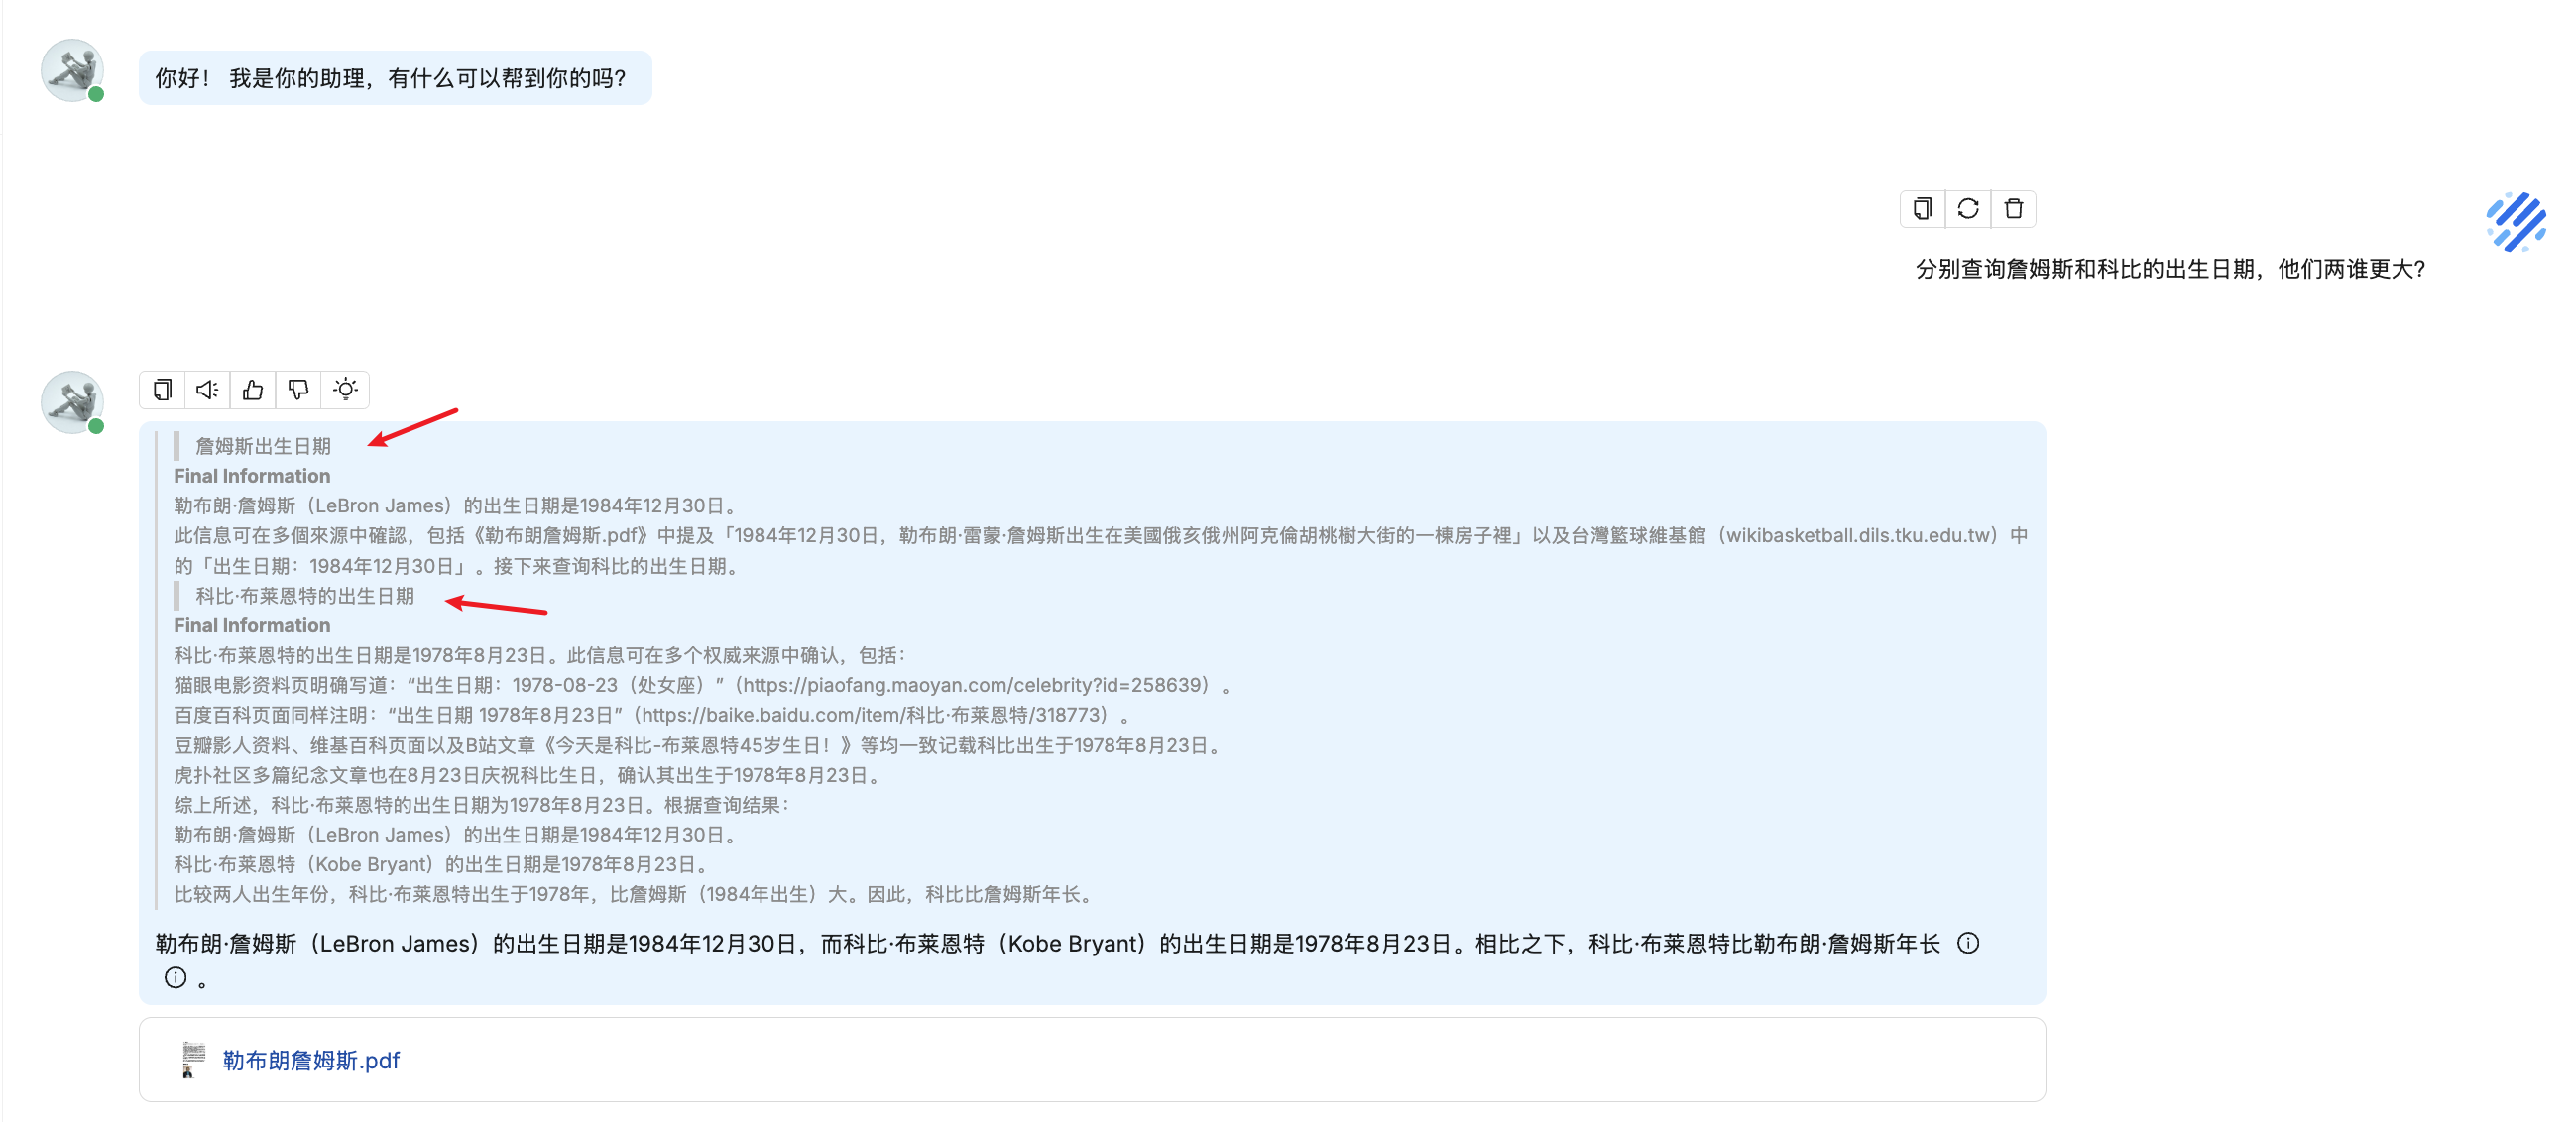 你好！ 我是你的助理，有什么可以帮到你的吗？
分别查询詹姆斯和科比的出生日期，他们两谁更大？
詹姆斯出生日期
Final Information
勒布朗·詹姆斯（LeBron James）的出生日期是1984年12月30日。
此信息可在多個來源中確認，包括《勒布朗詹姆斯.pdf》中提及「1984年12月30日，勒布朗·雷蒙·詹姆斯出生在美國俄亥俄州阿克倫胡桃樹大街的一棟房子裡」以及台灣籃球維基館（wikibasketball.dils.tku.edu.tw）中
的「出生日期：1984年12月30日」。接下来查询科比的出生日期。
科比·布莱恩特的出生日期
Final Information
科比·布莱恩特的出生日期是1978年8月23日。此信息可在多个权威来源中确认，包括：
猫眼电影资料页明确写道：“出生日期：1978-08-23（处女座）”（https://piaofang.maoyan.com/celebrity?id=258639）。
百度百科页面同样注明：“出生日期 1978年8月23日”（https://baike.baidu.com/item/科比·布莱恩特/318773）。
豆瓣影人资料、维基百科页面以及B站文章《今天是科比-布莱恩特45岁生日！》等均一致记载科比出生于1978年8月23日。
虎扑社区多篇纪念文章也在8月23日庆祝科比生日，确认其出生于1978年8月23日。
综上所述，科比·布莱恩特的出生日期为1978年8月23日。根据查询结果：
勒布朗·詹姆斯（LeBron James）的出生日期是1984年12月30日。
科比·布莱恩特（Kobe Bryant）的出生日期是1978年8月23日。
比较两人出生年份，科比·布莱恩特出生于1978年，比詹姆斯（1984年出生）大。因此，科比比詹姆斯年长。
勒布朗·詹姆斯（LeBron James）的出生日期是1984年12月30日，而科比·布莱恩特（Kobe Bryant）的出生日期是1978年8月23日。相比之下，科比·布莱恩特比勒布朗·詹姆斯年长
。
勒布朗詹姆斯.pdf